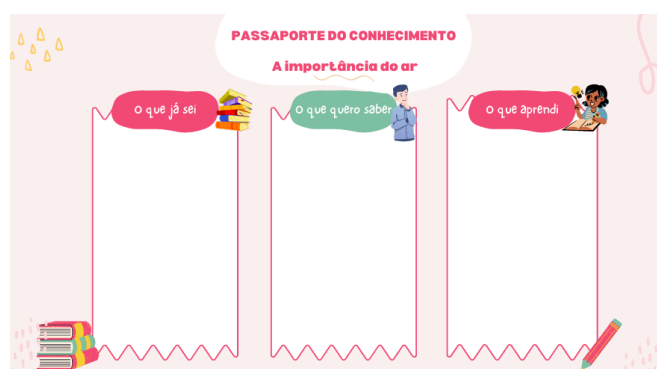 PASSAPORTE DO CONHECIMENTO
A importância do ar
O que já sei
O que quero saber
O que aprendi